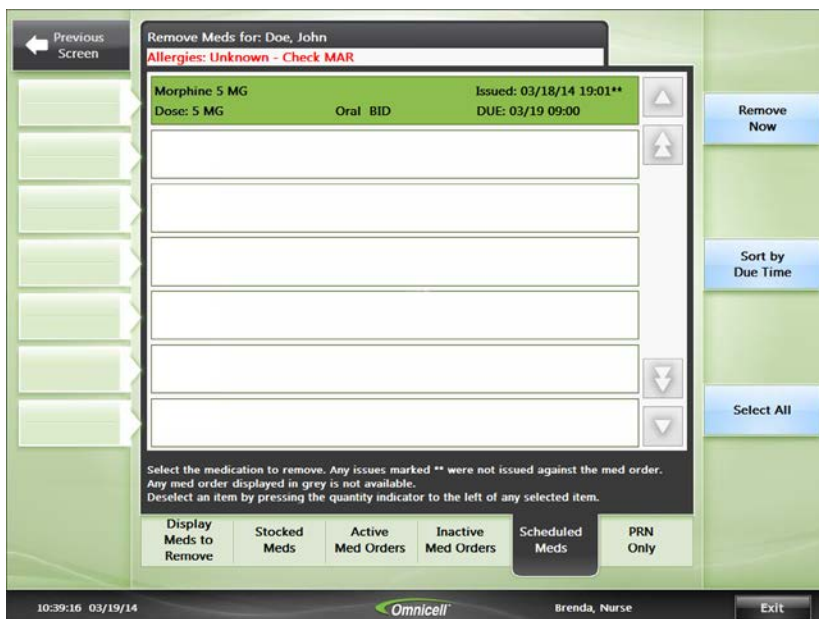 Previous
Screen
Remove Meds for: Doe, John
Allergies: Unknown - Check MAR
Morphine 5 MG Issued: 03/18/14 19:01**
Dose: 5 MG Oral BID DUE: 03/19 09:00
Remove
Now
Sort by
Due Time
Select All
Select the medication to remove. Any issues marked ** were not issued against the med order.
Any med order displayed in grey is not available.
Deselect an item by pressing the quantity indicator to the left of any selected item.
Display
Meds to
Remove
Stocked
Meds
Active
Med Orders
Inactive
Med Orders
Scheduled
Meds
PRN
Only
10:39:16 03/19/14 Omnicell Brenda, Nurse Exit